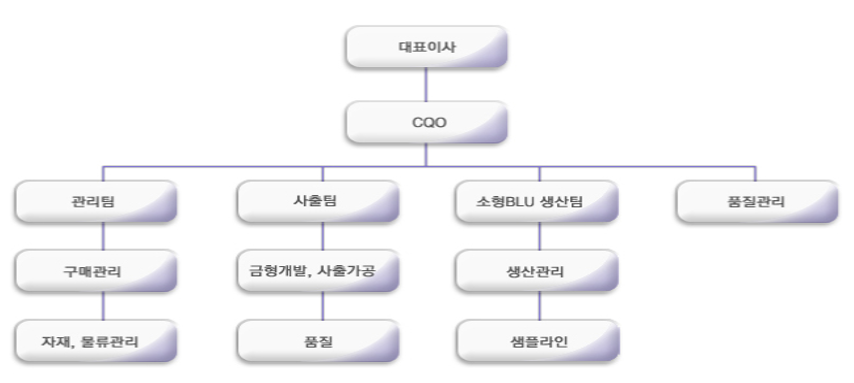 대표이사
CQO
관리팀
사출팀
소형BLU 생산팀
품질관리
구매관리
금형개발, 사출가공
생산관리
자재, 물류관리
품질
샘플라인